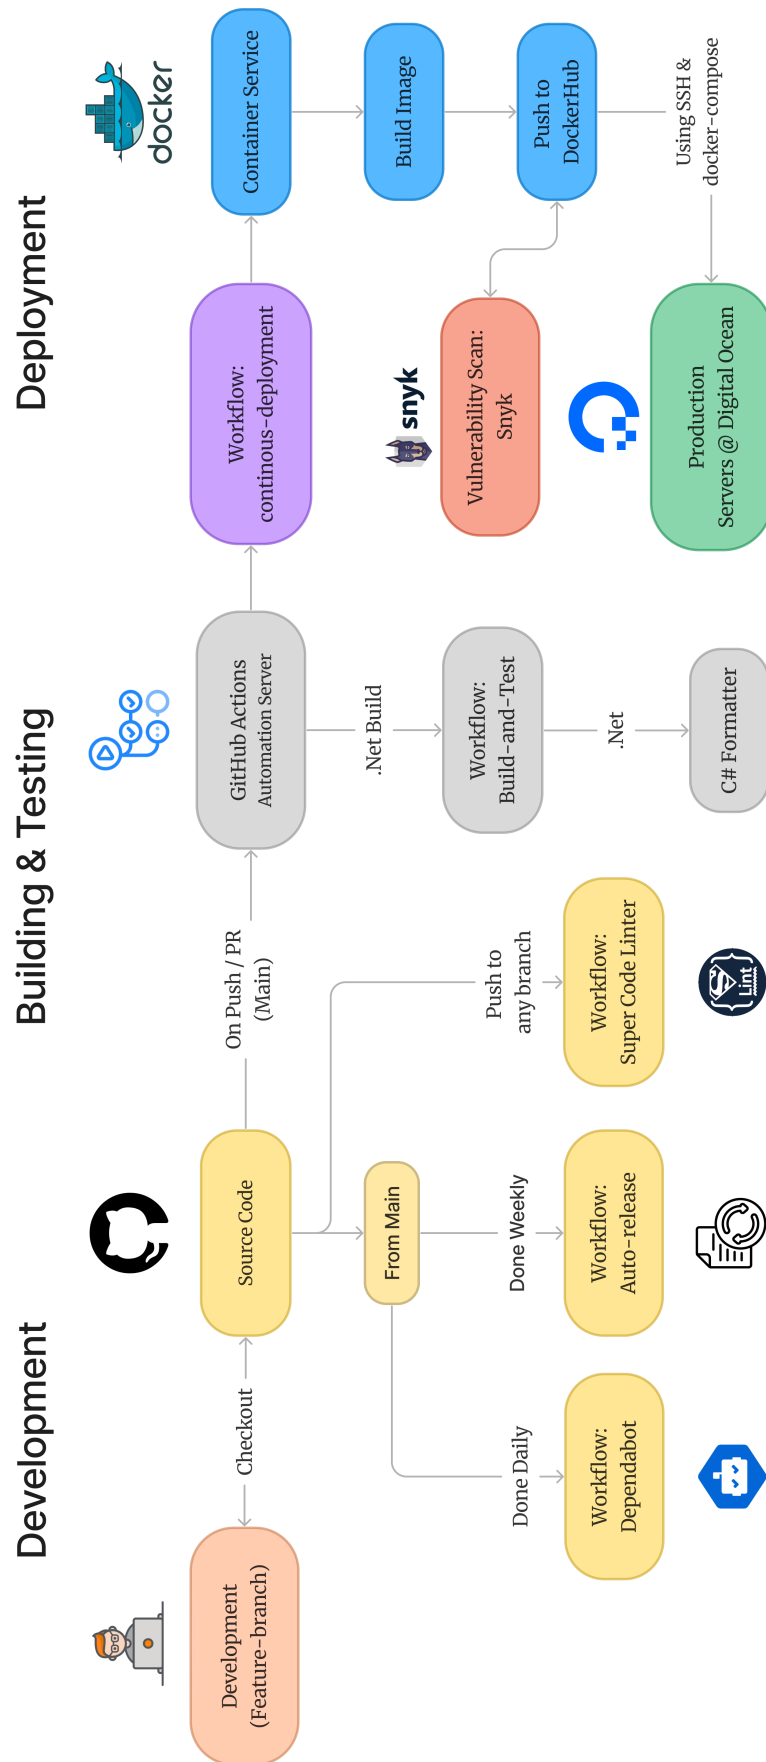 Development
Building & Testing
Deployment
Development
(Feature-branch)
Checkout
Source Code
On Push / PR
(Main)
GitHub Actions
Automation Server
Workflow:
continous-deployment
Container Service
docker
From Main
Done Daily
Workflow:
Dependabot
Done Weekly
Workflow:
Auto-release
Push to
any branch
Workflow:
Super Code Linter
Lint
.Net Build
Workflow:
Build-and-Test
.Net
C# Formatter
Build Image
Push to
DockerHub
snyk
Vulnerability Scan:
Snyk
Using SSH &
docker-compose
Production
Servers @ Digital Ocean